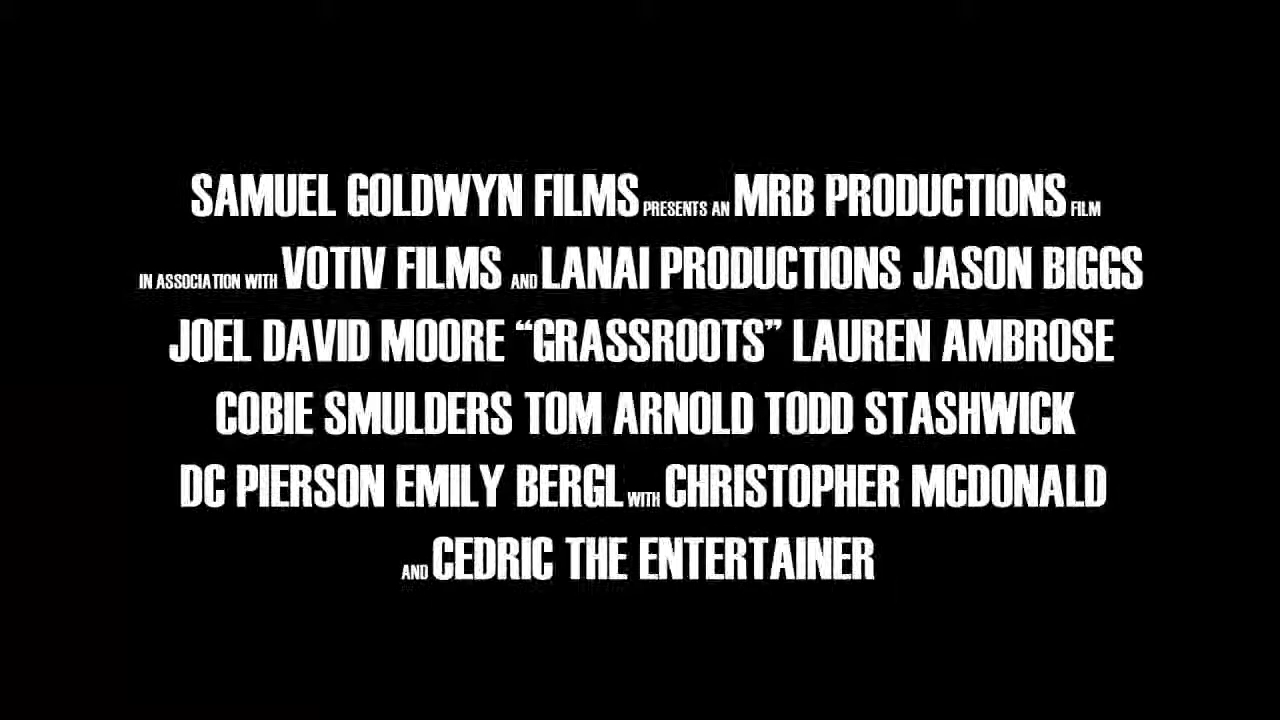 SAMUEL GOLDWYN FILMS PRESENTS AN MRB PRODUCTIONS FILM
IN ASSOCIATION WITH VOTIV FILMS AND LANAI PRODUCTIONS JASON BIGGS
JOEL DAVID MOORE “GRASSROOTS” LAUREN AMBROSE
COBIE SMULDERS TOM ARNOLD TODD STASHWICK
DC PIERSON EMILY BERGL WITH CHRISTOPHER MCDONALD
AND CEDRIC THE ENTERTAINER